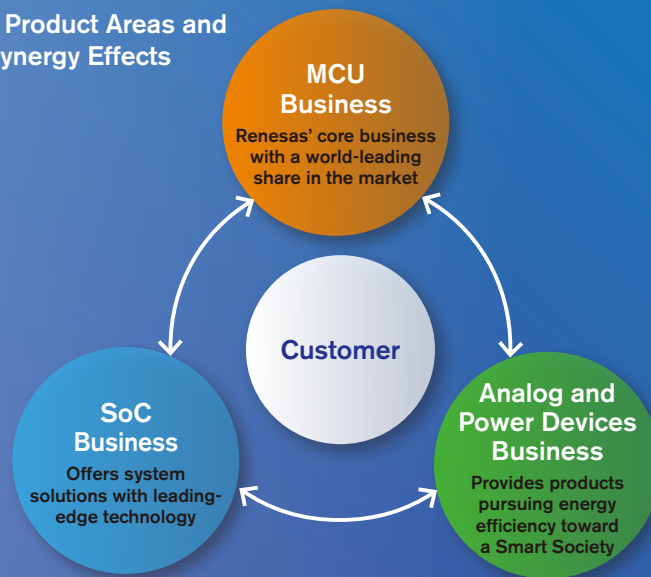 Product Areas and
ynergy Effects
MCU
Business
Renesas' core business
with a world-leading
share in the market
Customer
SoC
Business
Offers system
solutions with leading-
edge technology
Analog and
Power Devices
Business
Provides products
pursuing energy
efficiency toward
a Smart Society